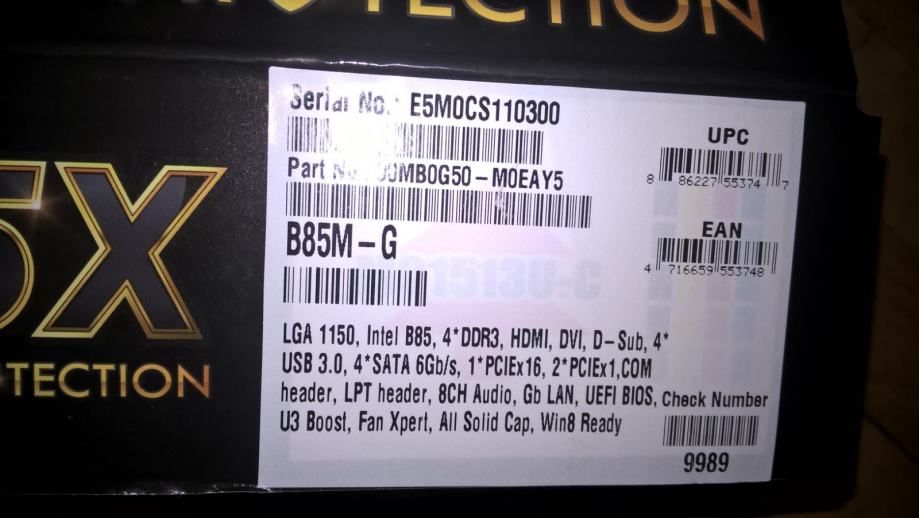 PROTECTION
5X
TECTION
Serial No.: E5M0CS110300
Part No. MB0G50-M0EAY5
B85M-G
LGA 1150, Intel B85, 4*DDR3, HDMI, DVI, D-Sub, 4*
USB 3.0, 4*SATA 6Gb/s, 1*PCIEx16, 2*PCIEx1,COM
header, LPT header, 8CH Audio, Gb LAN, UEFI BIOS,
U3 Boost, Fan Xpert, All Solid Cap, Win8 Ready
UPC
8 86227 55374 7
EAN
4 716659 553748
Check Number
9989